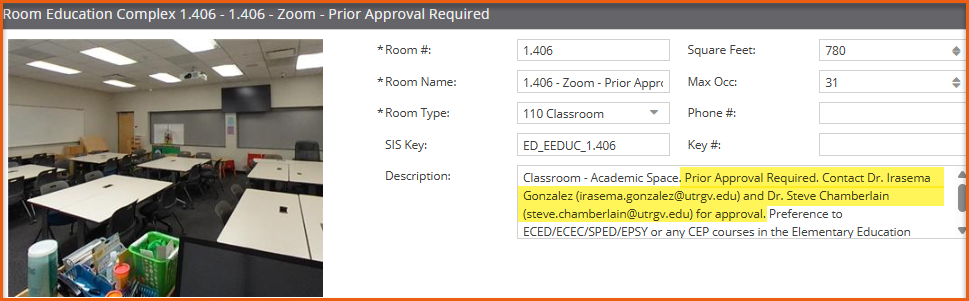 Room Education Complex 1.406 - 1.406 - Zoom - Prior Approval Required
*Room #: 1.406 Square Feet: 780
*Room Name: 1.406 - Zoom - Prior Appro Max Occ: 31
*Room Type: 110 Classroom Phone #:
SIS Key: ED_EEDUC_1.406 Key #:
Description: Classroom - Academic Space. Prior Approval Required. Contact Dr. Irasema
Gonzalez (irasema.gonzalez@utrgv.edu) and Dr. Steve Chamberlain
(steve.chamberlain@utrgv.edu) for approval. Preference to
ECED/ECEC/SPED/EPSY or any CEP courses in the Elementary Education